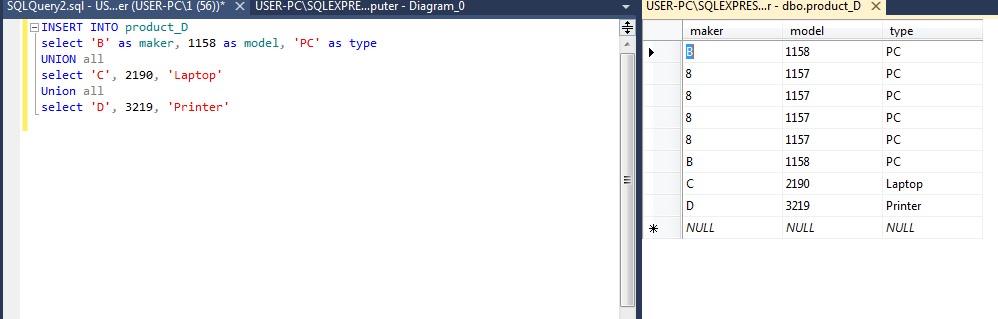 SQLQuery2.sql - US...er (USER-PC\1 (56))* USER-PC\SQLEXPRE...puter - Diagram_0
INSERT INTO product_D
select 'B' as maker, 1158 as model, 'PC' as type
UNION all
select 'C', 2190, 'Laptop'
Union all
select 'D', 3219, 'Printer'
USER-PC\SQLEXPRES...r - dbo.product_D
maker model type
B 1158 PC
8 1157 PC
8 1157 PC
8 1157 PC
8 1157 PC
B 1158 PC
C 2190 Laptop
D 3219 Printer
NULL NULL NULL